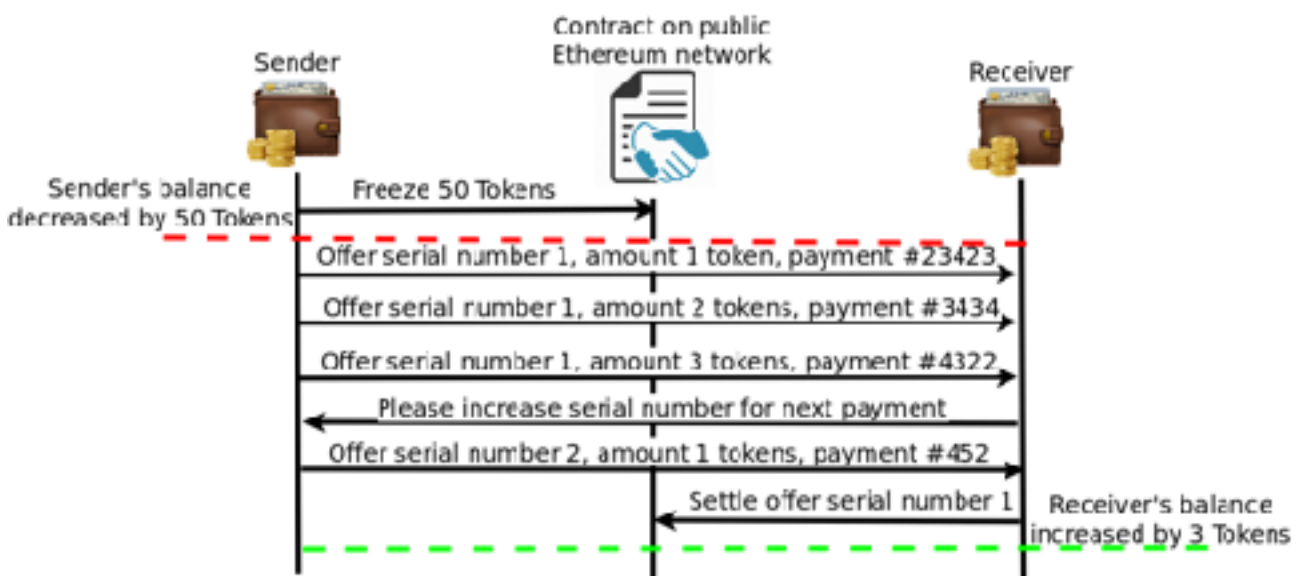 Contract on public
Ethereum network
Sender
Receiver
Sender's balance
decreased by 50 Tokens
Freeze 50 Tokens
Offer serial number 1, amount 1 token, payment #23423
Offer serial number 1, amount 2 tokens, payment #3434
Offer serial number 1, amount 3 tokens, payment #4322
Please increase serial number for next payment
Offer serial number 2, amount 1 tokens, payment #452
Settle offer serial number 1
Receiver's balance
increased by 3 Tokens